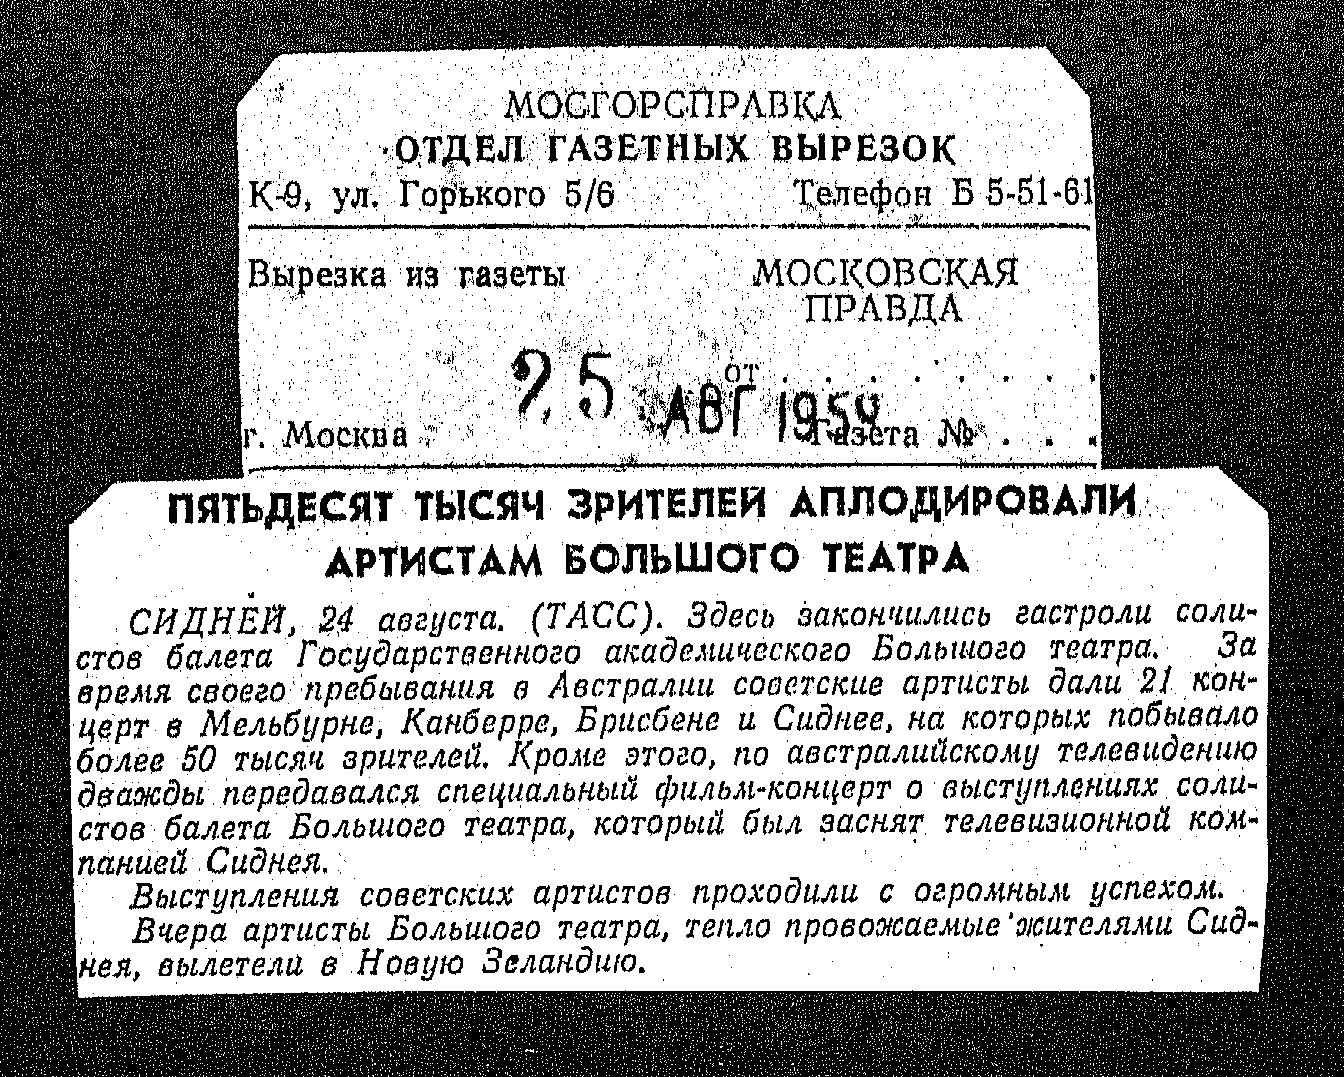 МОСГОРСПРАВКА
ОТДЕЛ ГАЗЕТНЫХ ВЫРЕЗОК
К-9, ул. Горького 5/6 Телефон Б 5-51-61
Вырезка из газеты МОСКОВСКАЯ
ПРАВДА
от . . . . . . . .
25 АВГ 1959
г. Москва Газета № . . .
ПЯТЬДЕСЯТ ТЫСЯЧ ЗРИТЕЛЕЙ АПЛОДИРОВАЛИ
АРТИСТАМ БОЛЬШОГО ТЕАТРА
СИДНЕЙ, 24 августа. (ТАСС). Здесь закончились гастроли соли-
стов балета Государственного академического Большого театра. За
время своего пребывания в Австралии советские артисты дали 21 кон-
церт в Мельбурне, Канберре, Брисбене и Сиднее, на которых побывало
более 50 тысяч зрителей. Кроме этого, по австралийскому телевидению
дважды передавался специальный фильм-концерт о выступлениях соли-
стов балета Большого театра, который был заснят телевизионной ком-
панией Сиднея.
Выступления советских артистов проходили с огромным успехом.
Вчера артисты Большого театра, тепло провожаемые жителями Сид-
нея, вылетели в Новую Зеландию.